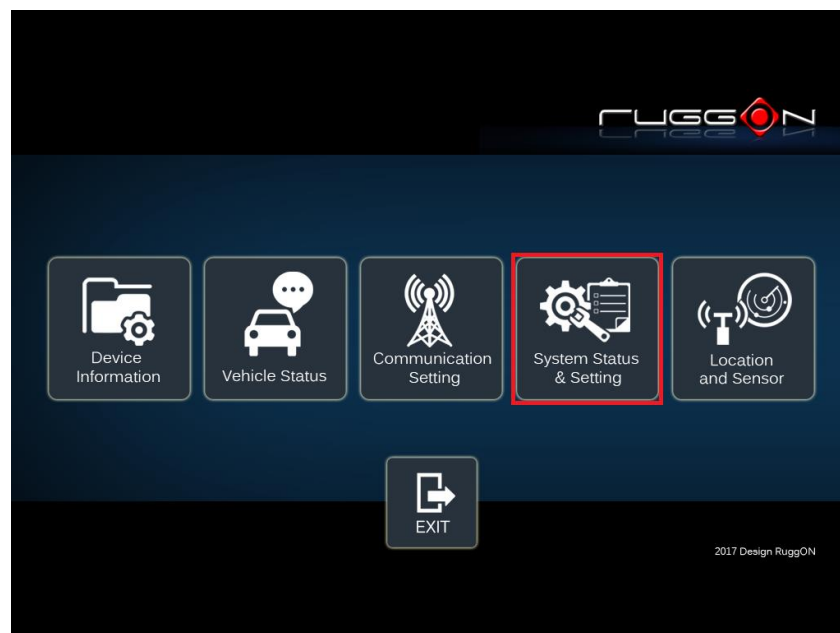 RUGGON
Device
Information
Vehicle Status
Communication
Setting
System Status
& Setting
Location
and Sensor
EXIT
2017 Design RuggON